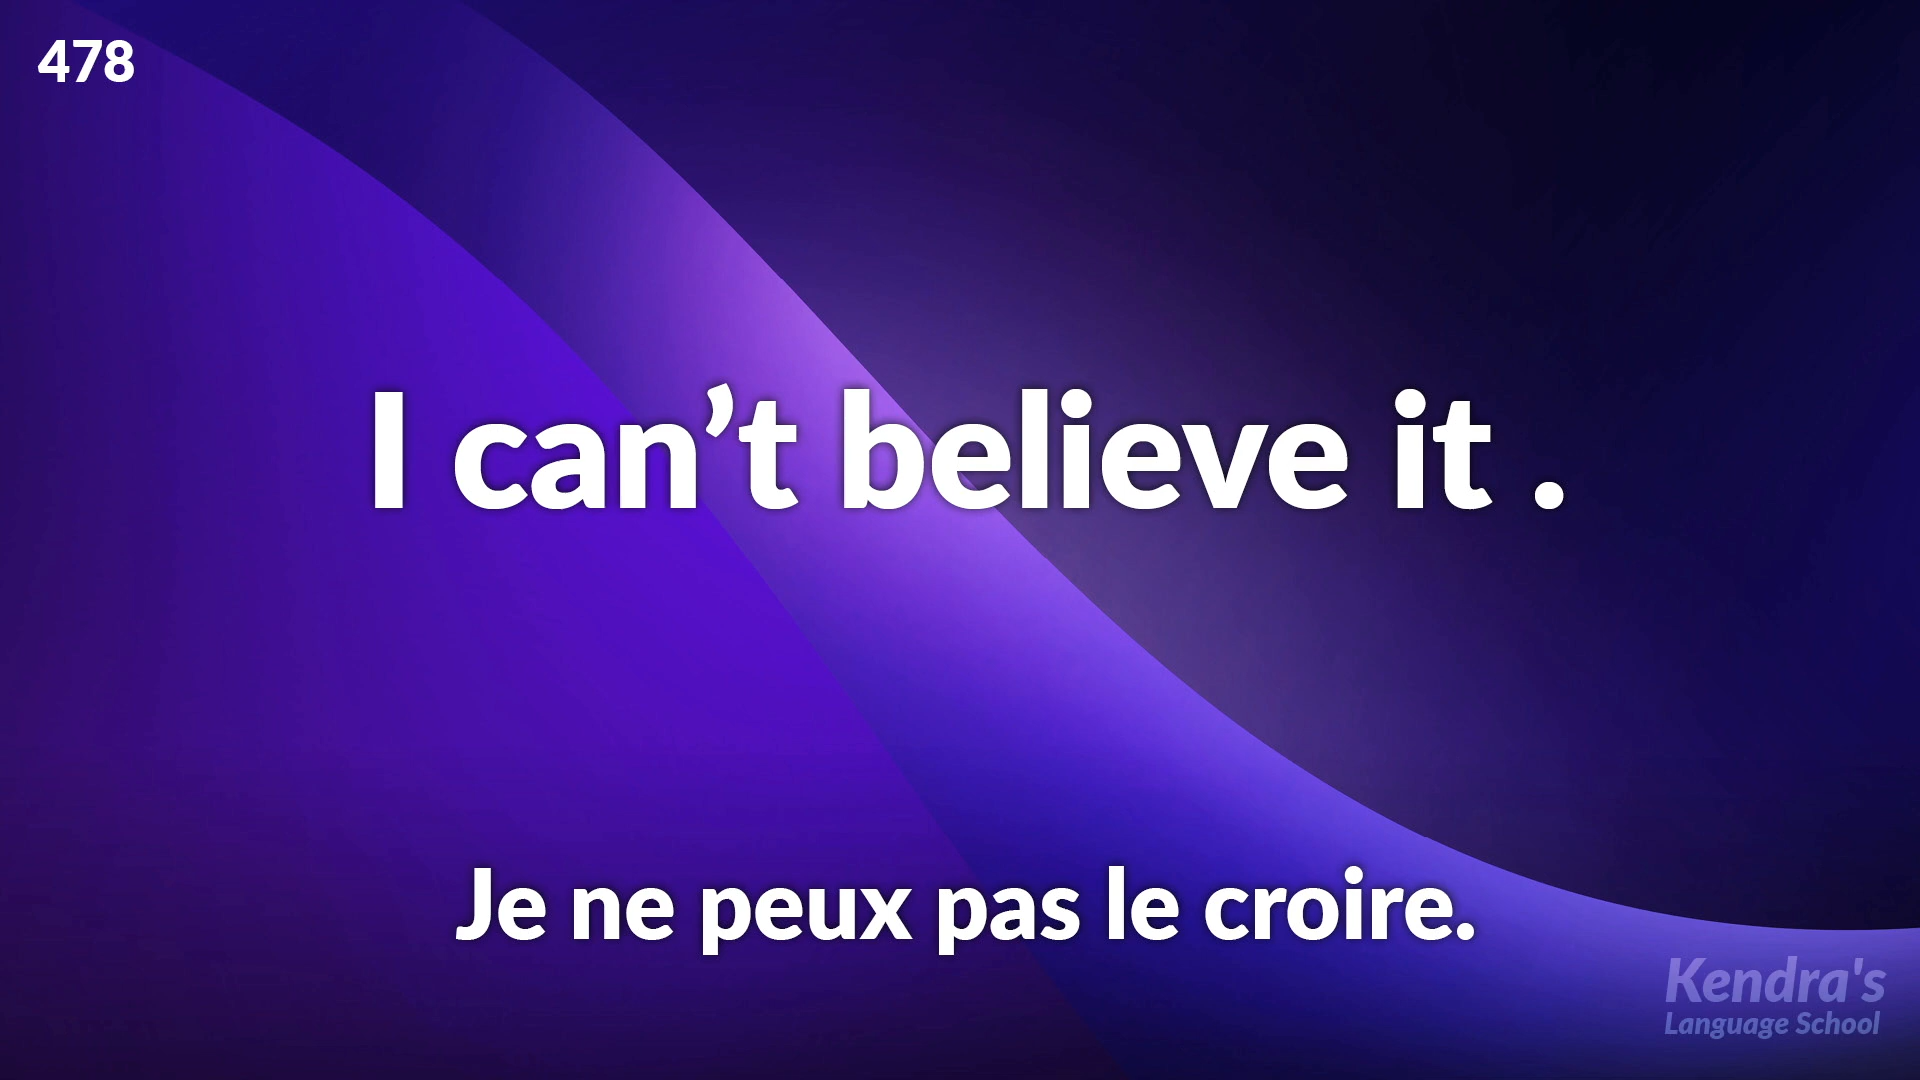 478
I can’t believe it .
Je ne peux pas le croire.
Kendra's
Language School